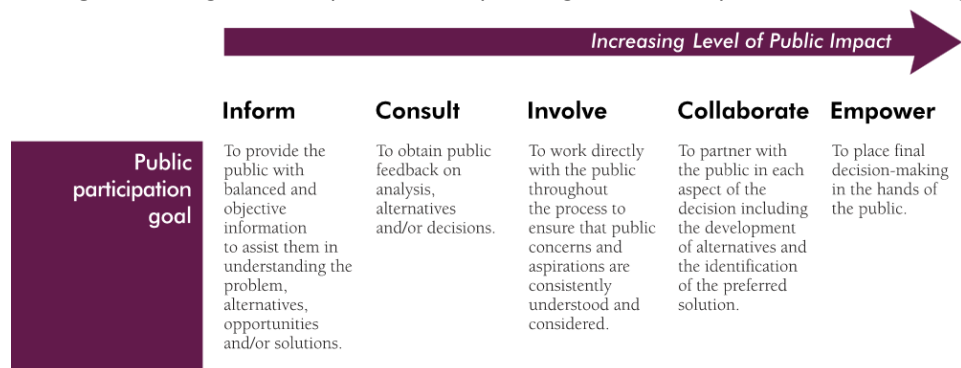 Increasing Level of Public Impact
Inform
Consult
Involve
Collaborate
Empower
Public
participation
goal
To provide the
public with
balanced and
objective
information
to assist them in
understanding the
problem,
alternatives,
opportunities
and/or solutions.
To obtain public
feedback on
analysis,
alternatives
and/or decisions.
To work directly
with the public
throughout
the process to
ensure that public
concerns and
aspirations are
consistently
understood and
considered.
To partner with
the public in each
aspect of the
decision including
the development
of alternatives and
the identification
of the preferred
solution.
To place final
decision-making
in the hands of
the public.